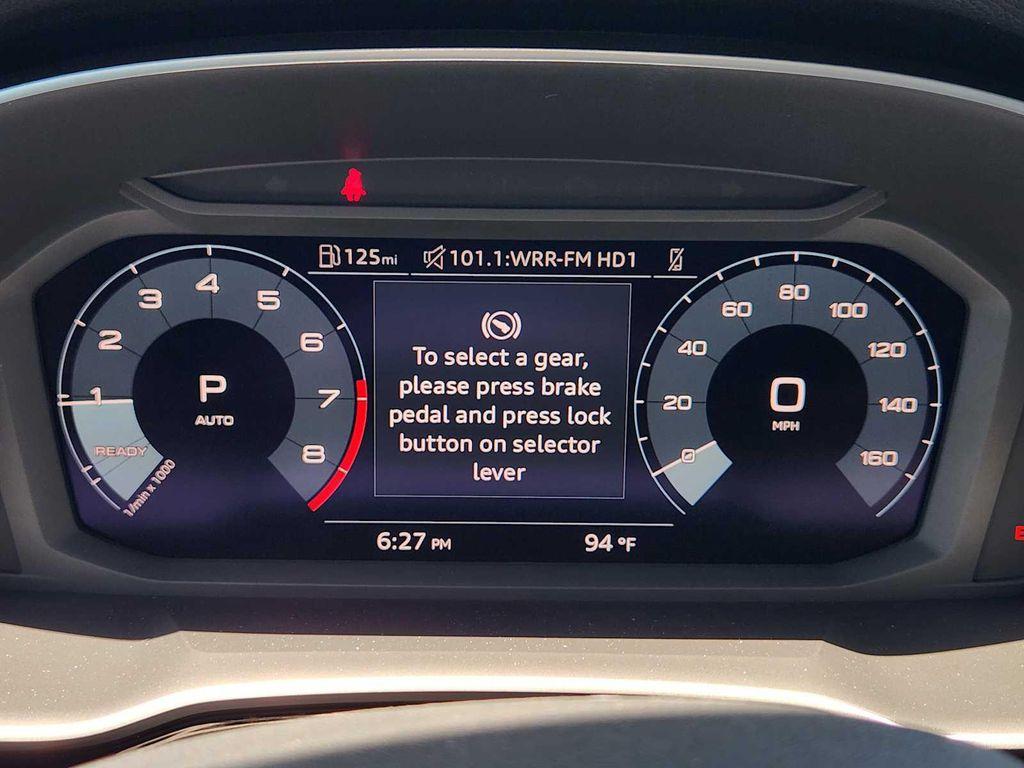 125mi
101.1:WRR-FM HD1
1
2
3
4
5
6
7
8
READY
1/min x 1000
P
AUTO
To select a gear,
please press brake
pedal and press lock
button on selector
lever
0
20
40
60
80
100
120
140
160
0
MPH
6:27 PM
94 °F